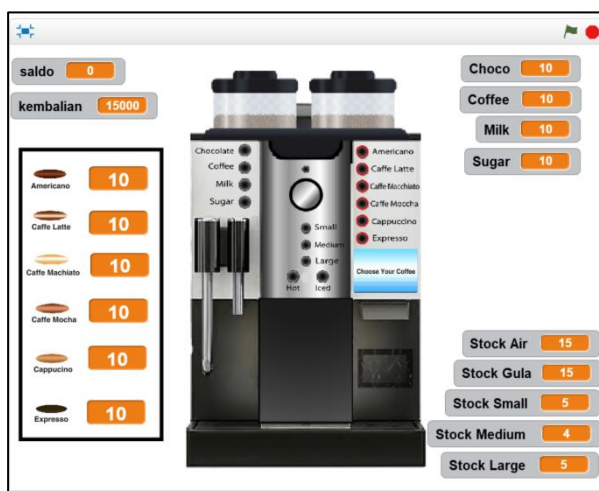 saldo 0
kembalian 15000
Americano 10
Caffe Latte 10
Caffe Machiato 10
Caffe Mocha 10
Cappucino 10
Expresso 10
Chocolate
Coffee
Milk
Sugar
Small
Medium
Large
Hot Iced
Americano
Caffe Latte
Caffe Macchiato
Caffe Moccha
Cappuccino
Expresso
Choose Your Coffee
Choco 10
Coffee 10
Milk 10
Sugar 10
Stock Air 15
Stock Gula 15
Stock Small 5
Stock Medium 4
Stock Large 5